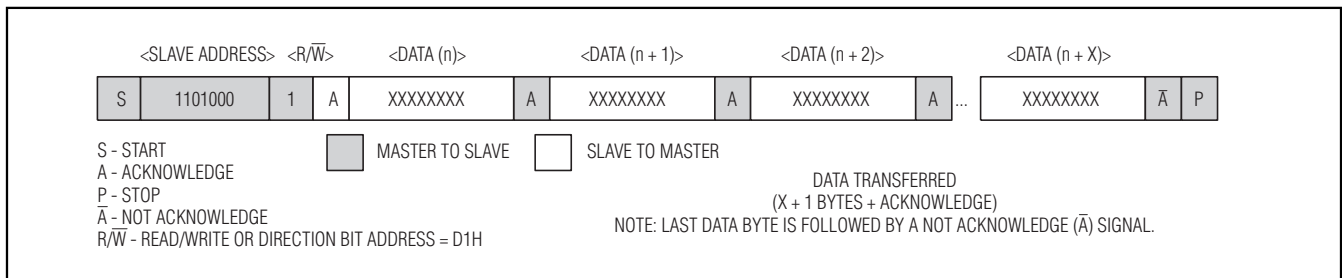 <SLAVE ADDRESS> <R/W̅> <DATA (n)> <DATA (n + 1)> <DATA (n + 2)> <DATA (n + X)>
S 1101000 1 A XXXXXXXX A XXXXXXXX A XXXXXXXX A ... XXXXXXXX A̅ P
S - START
A - ACKNOWLEDGE
P - STOP
A̅ - NOT ACKNOWLEDGE
R/W̅ - READ/WRITE OR DIRECTION BIT ADDRESS = D1H
MASTER TO SLAVE
SLAVE TO MASTER
DATA TRANSFERRED
(X + 1 BYTES + ACKNOWLEDGE)
NOTE: LAST DATA BYTE IS FOLLOWED BY A NOT ACKNOWLEDGE (A̅) SIGNAL.